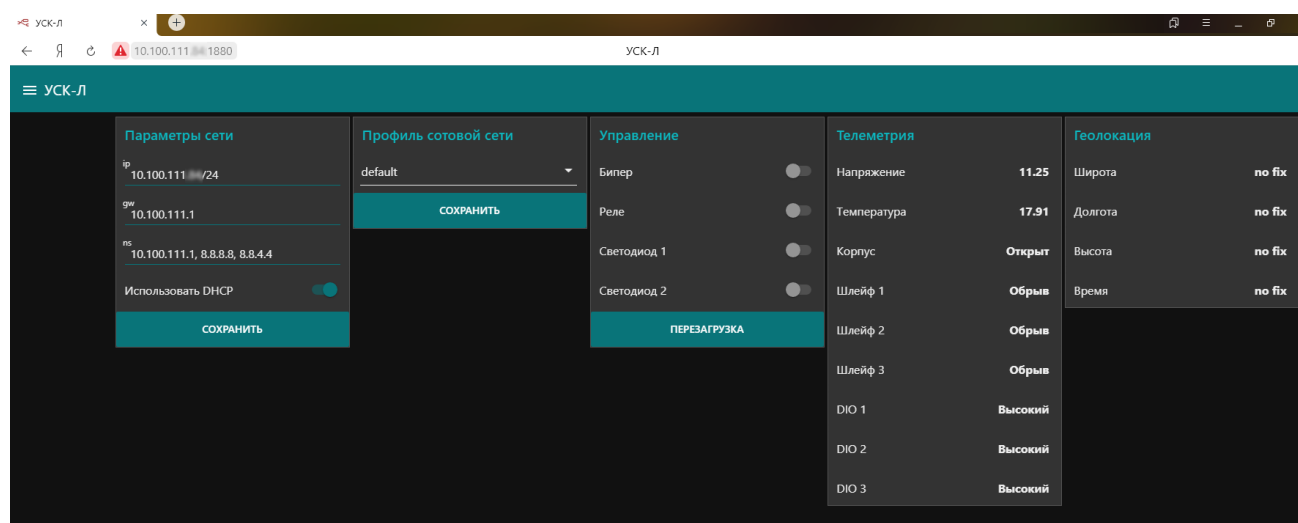 УСК-Л
10.100.111 1880
УСК-Л
УСК-Л
Параметры сети
ip
10.100.111 /24
gw
10.100.111.1
ns
10.100.111.1, 8.8.8.8, 8.8.4.4
Использовать DHCP
СОХРАНИТЬ
Профиль сотовой сети
default
СОХРАНИТЬ
Управление
Бипер
Реле
Светодиод 1
Светодиод 2
ПЕРЕЗАГРУЗКА
Телеметрия
Напряжение 11.25
Температура 17.91
Корпус Открыт
Шлейф 1 Обрыв
Шлейф 2 Обрыв
Шлейф 3 Обрыв
DIO 1 Высокий
DIO 2 Высокий
DIO 3 Высокий
Геолокация
Широта no fix
Долгота no fix
Высота no fix
Время no fix